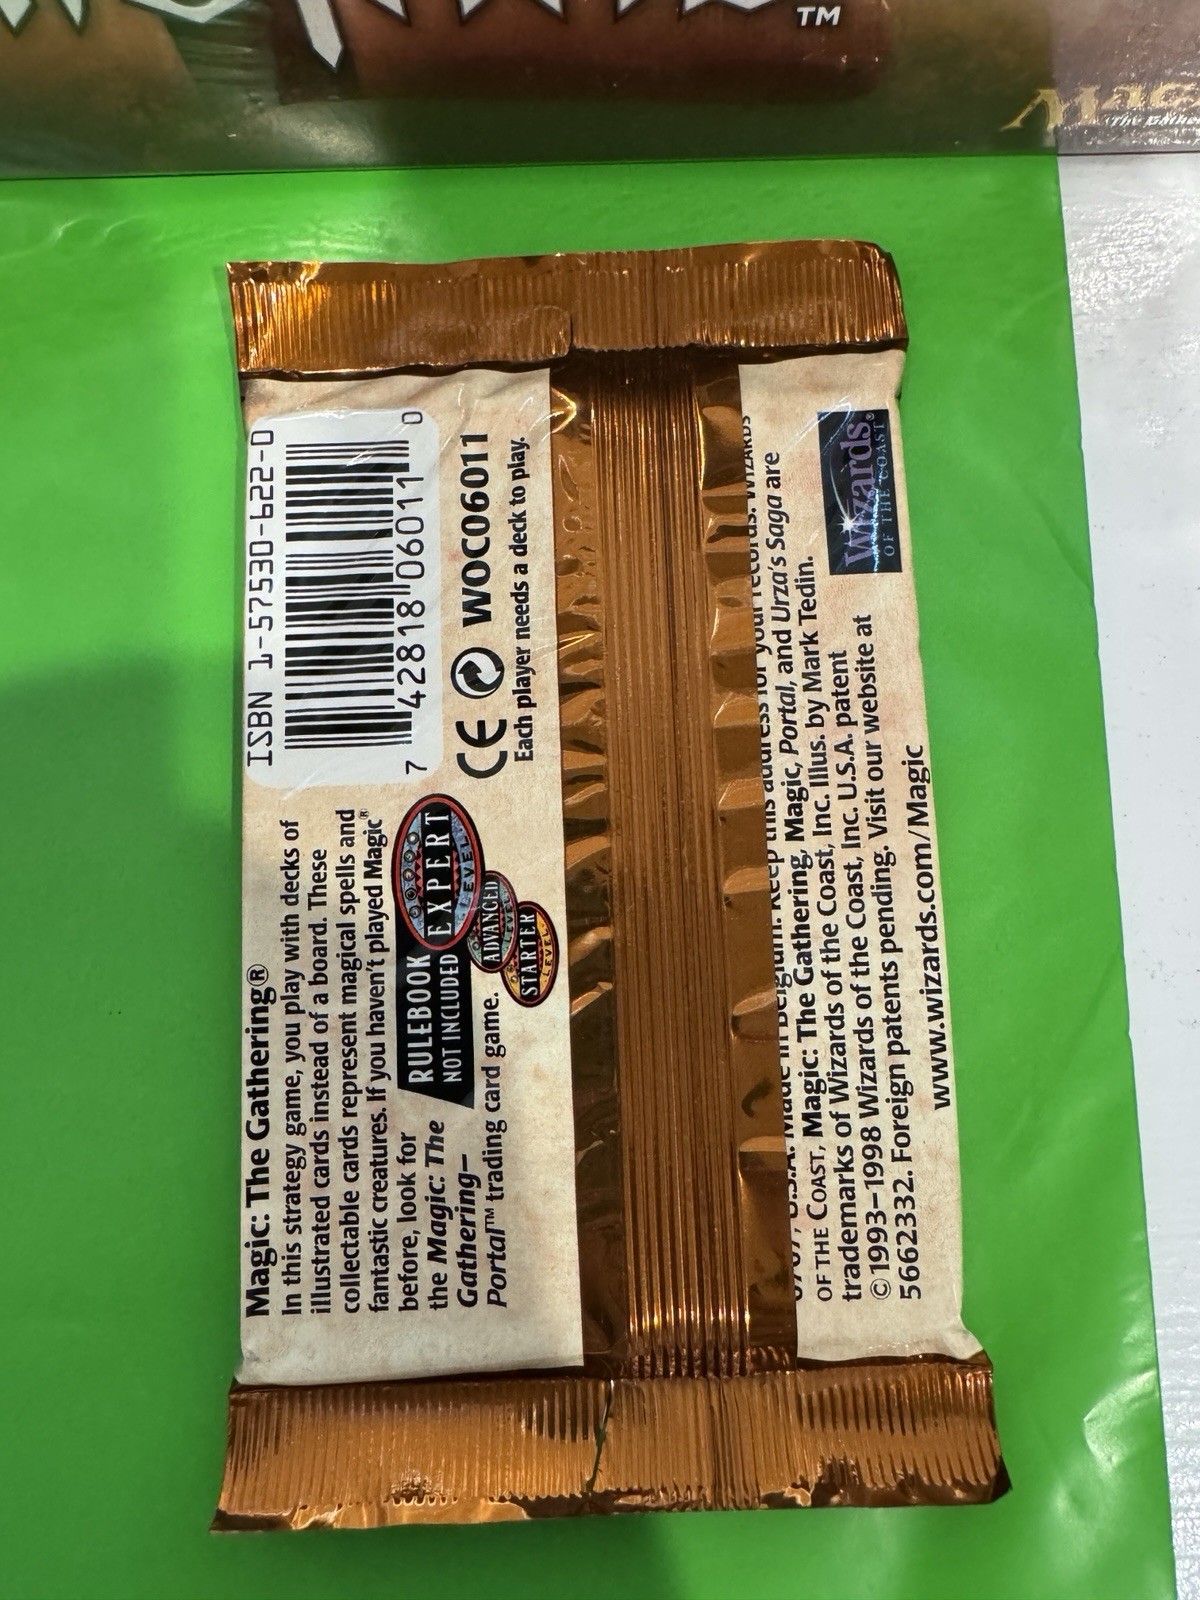 TM
Magic
The Gathe
ISBN 1-57530-622-0
7 42818 06011 0
CE WOC06011
Each player needs a deck to play.
Magic: The Gathering®
In this strategy game, you play with decks of
illustrated cards instead of a board. These
collectable cards represent magical spells and
fantastic creatures. If you haven't played Magic®
before, look for
the Magic: The
Gathering–
Portal™ trading card game.
RULEBOOK
NOT INCLUDED
EXPERT
LEVEL
ADVANCED
LEVEL
STARTER
LEVEL
U.S.A. Made in Belgium. Keep this address for your records. WIZARDS
OF THE COAST, Magic: The Gathering, Magic, Portal, and Urza's Saga are
trademarks of Wizards of the Coast, Inc. Illus. by Mark Tedin.
©1993–1998 Wizards of the Coast, Inc. U.S.A. patent
5662332. Foreign patents pending. Visit our website at
www.wizards.com/Magic
Wizards®
OF THE COAST